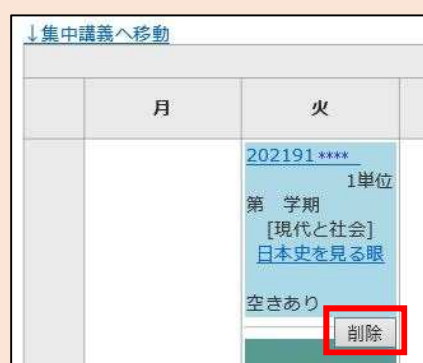 ↓集中講義へ移動
月 火
202191****
1単位
第 学期
[現代と社会]
日本史を見る眼
空きあり
削除